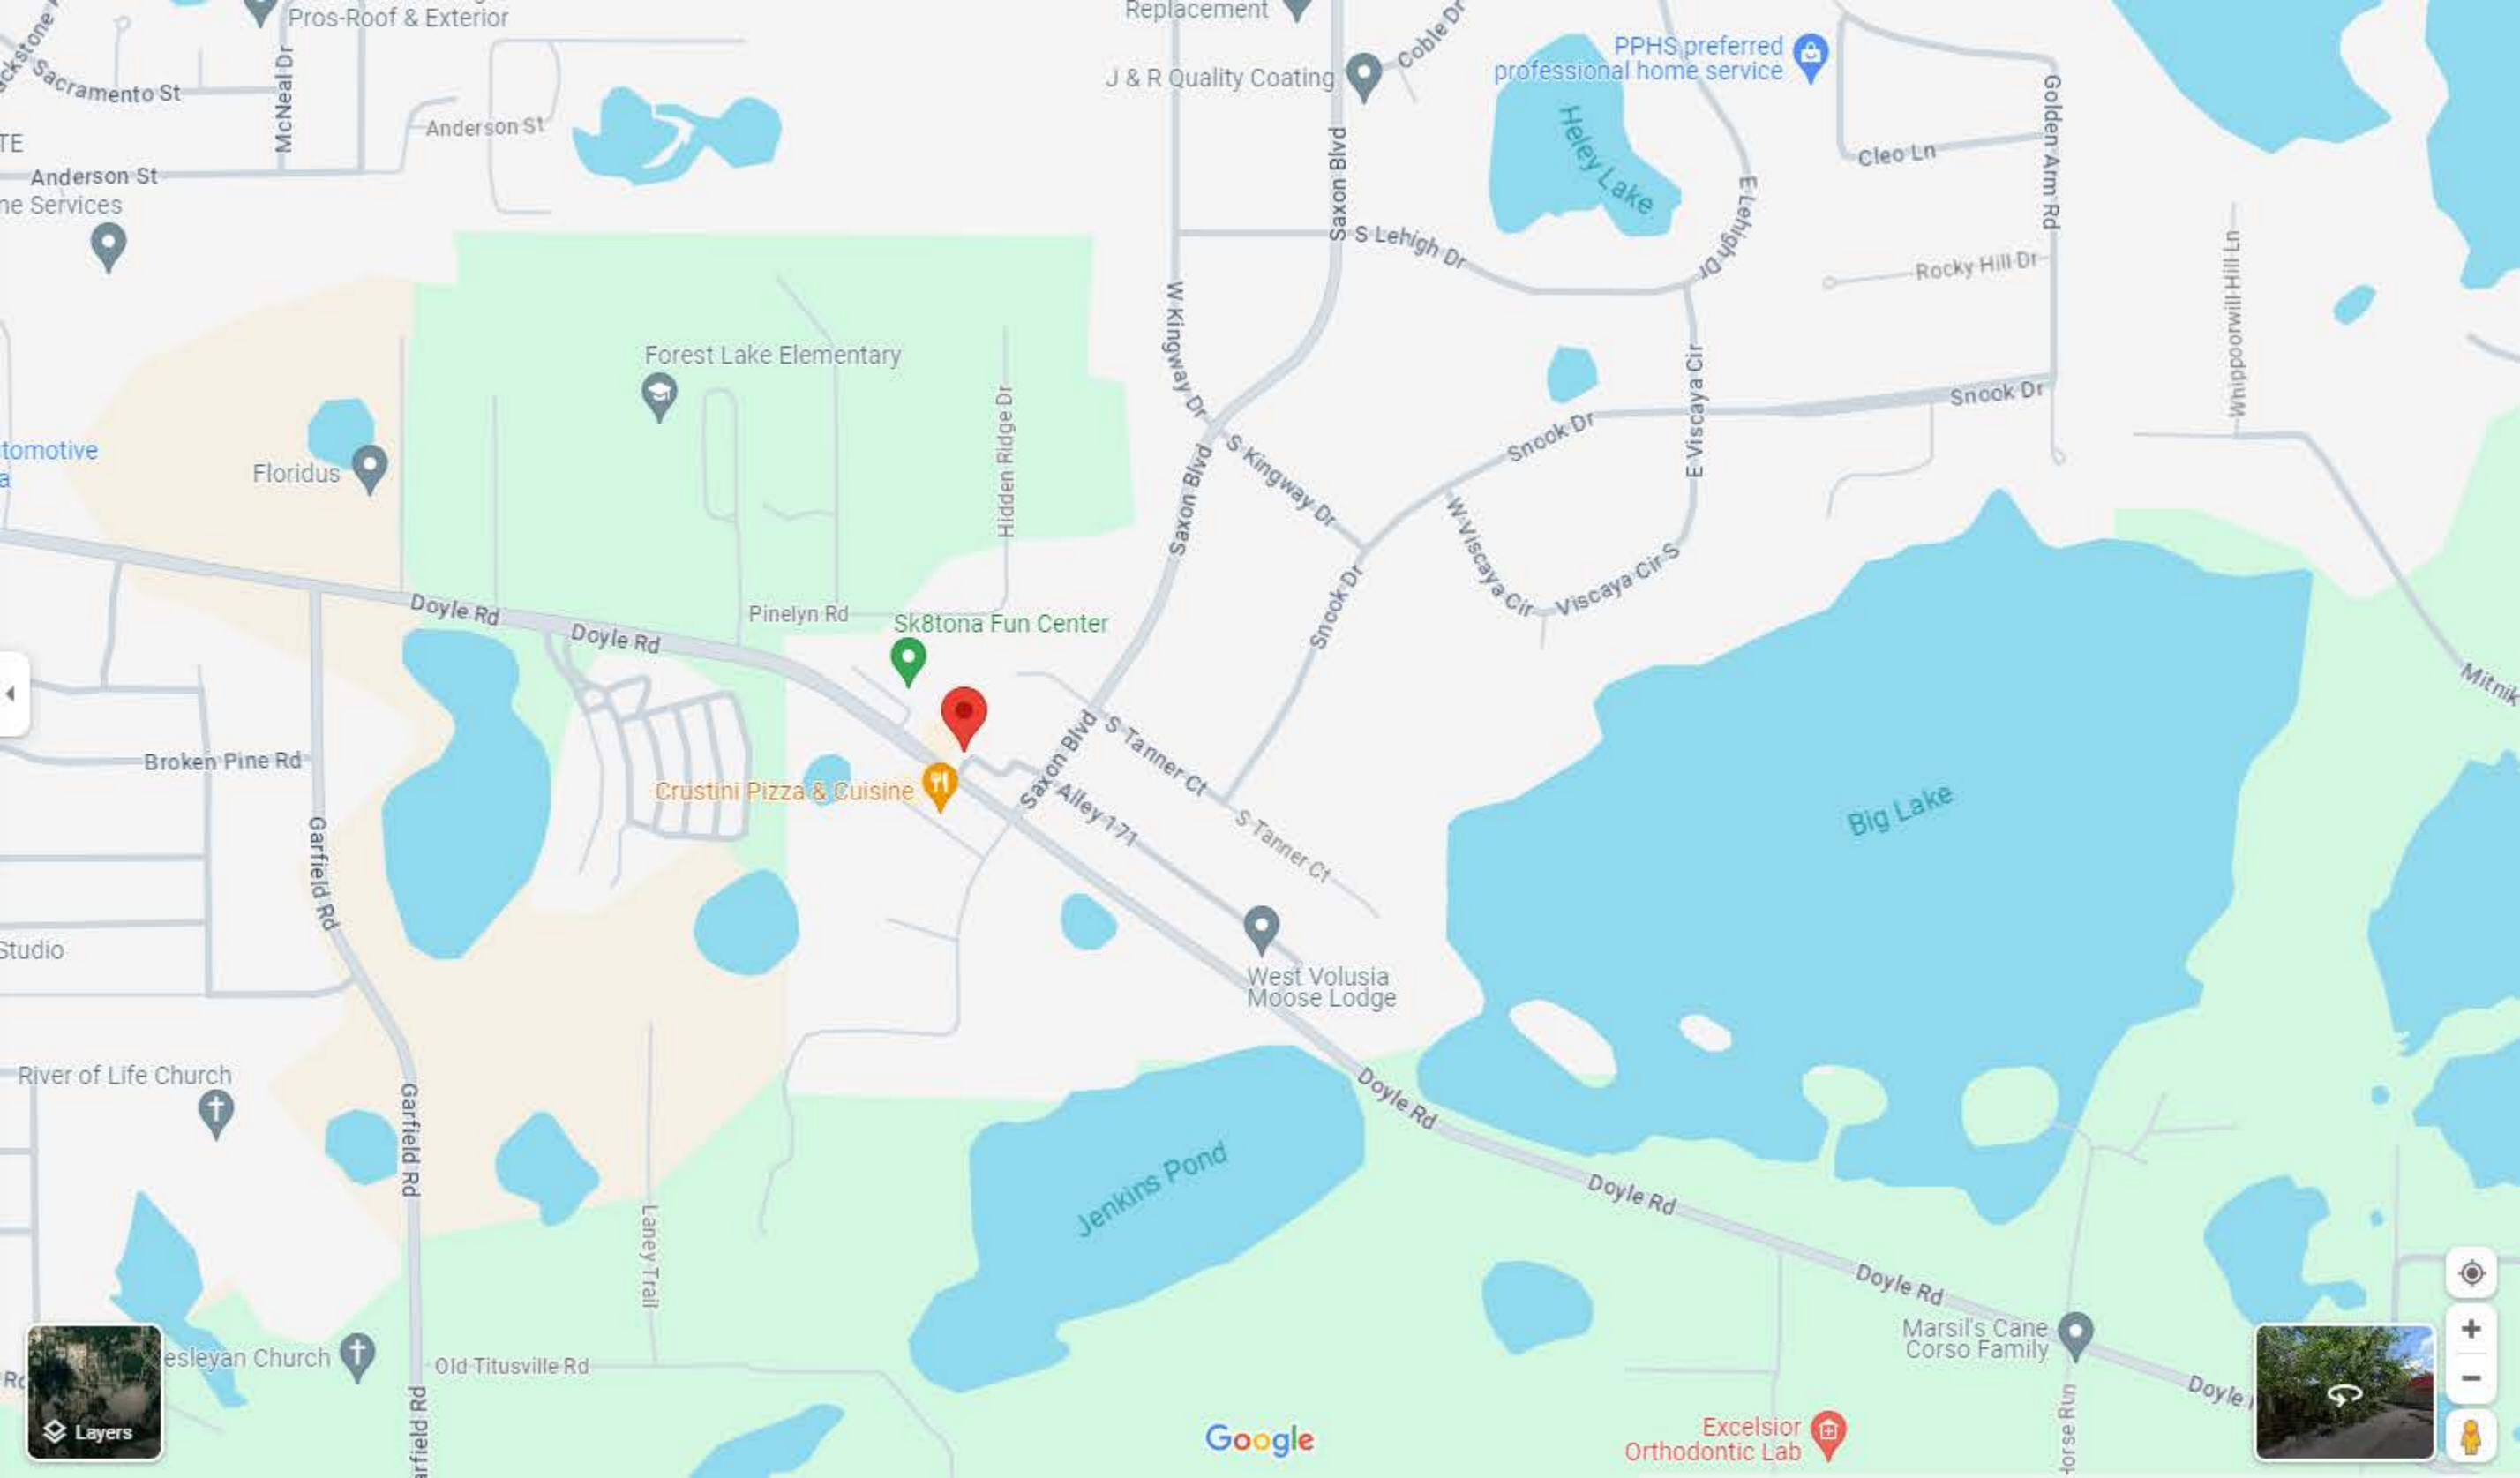 Replacement
Pros-Roof & Exterior
Coble Dr
PPHS preferred
professional home service
J & R Quality Coating
Sacramento St
McNeal Dr
Golden Arm Rd
Anderson St
TE
Saxon Blvd
Heley Lake
Cleo Ln
Anderson St
ne Services
E Lehigh Dr
S Lehigh Dr
Rocky Hill Dr
Whippoorwill Hill Ln
W Kingway Dr
Forest Lake Elementary
Hidden Ridge Dr
E Viscaya Cir
Snook Dr
Snook Dr
tomotive
a
Floridus
Saxon Blvd
S Kingway Dr
W Viscaya Cir
Viscaya Cir S
Doyle Rd
Doyle Rd
Pinelyn Rd
Sk8tona Fun Center
Snook Dr
Mitnik
Broken Pine Rd
Crustini Pizza & Cuisine
Saxon Blvd
S Tanner Ct
Alley 171
S Tanner Ct
Big Lake
Garfield Rd
Studio
West Volusia
Moose Lodge
River of Life Church
Garfield Rd
Doyle Rd
Jenkins Pond
Doyle Rd
Laney Trail
Doyle Rd
Marsil's Cane
Corso Family
esleyan Church
Old Titusville Rd
Doyle
Layers
arfield Rd
Google
Excelsior
Orthodontic Lab